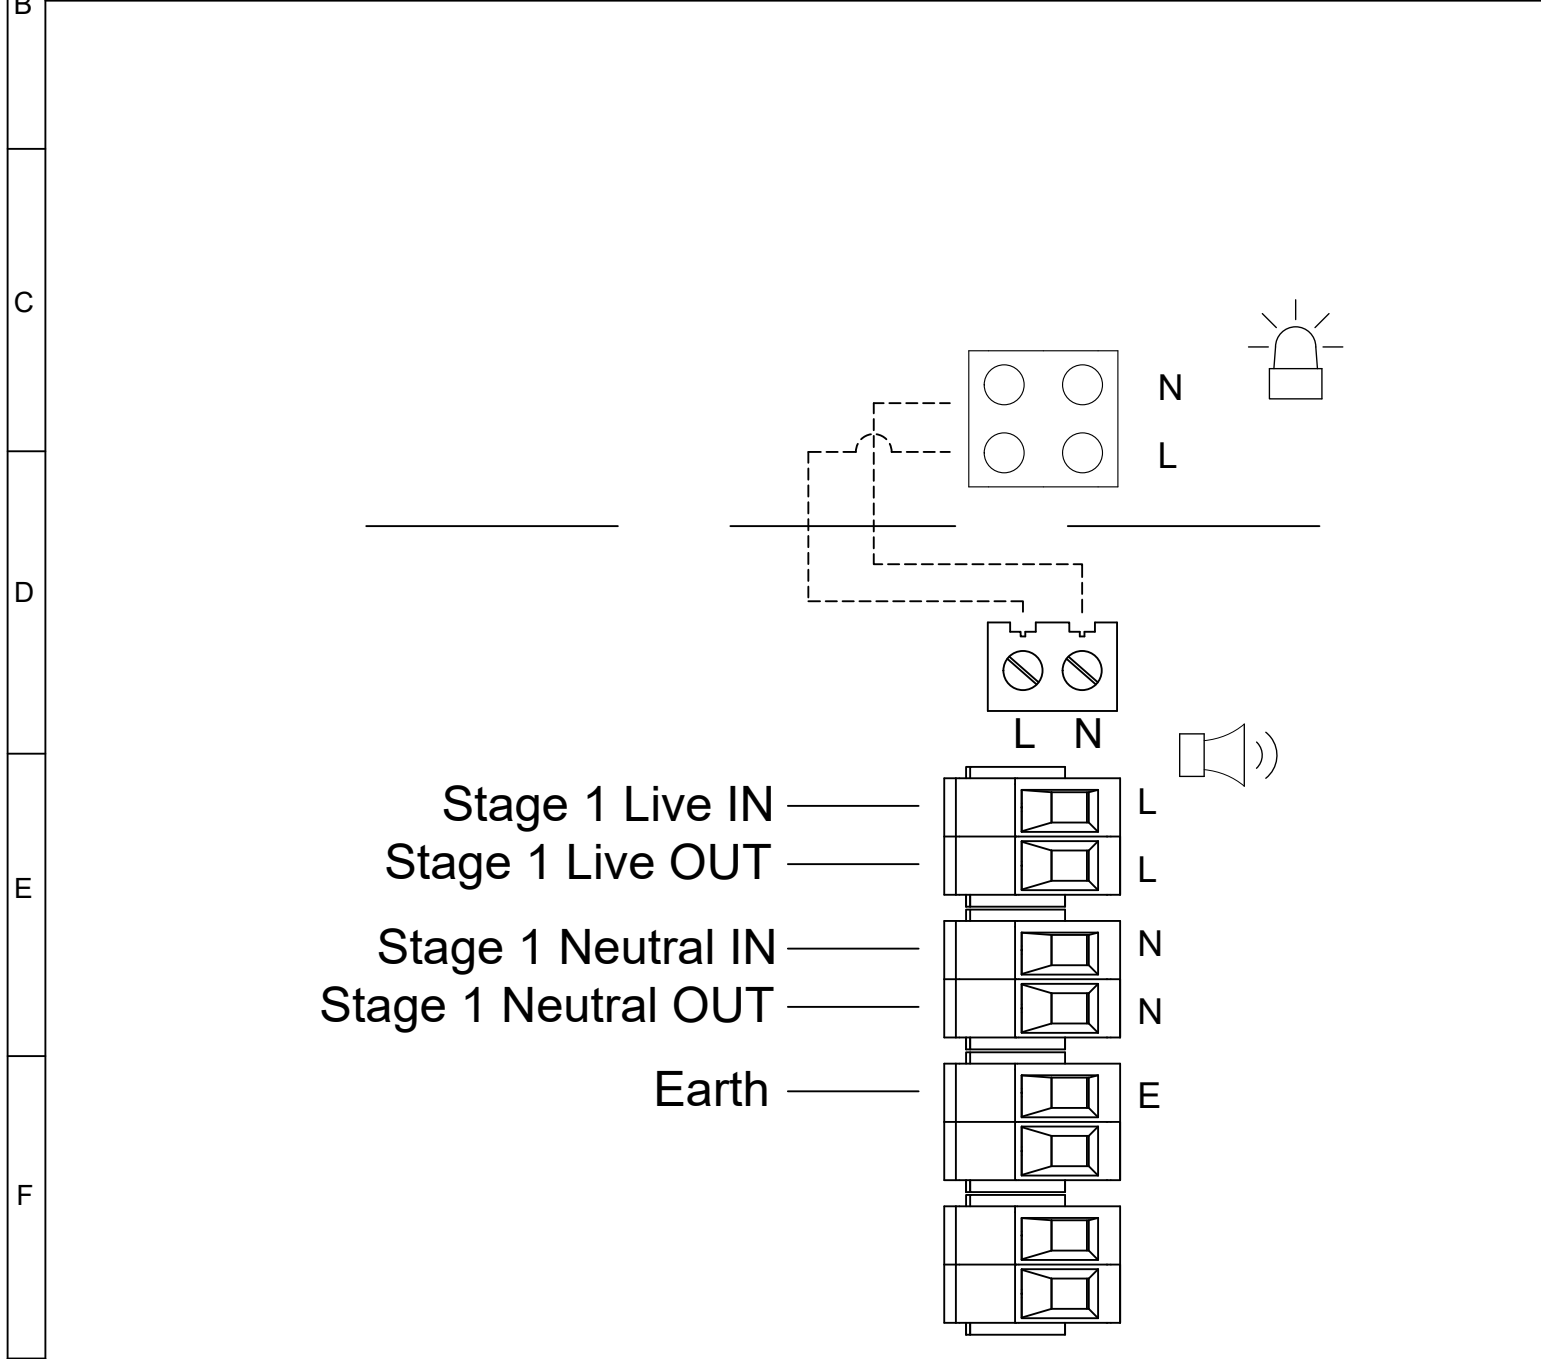 B
C
N
L
D
L N
Stage 1 Live IN L
Stage 1 Live OUT L
E
Stage 1 Neutral IN N
Stage 1 Neutral OUT N
Earth E
F